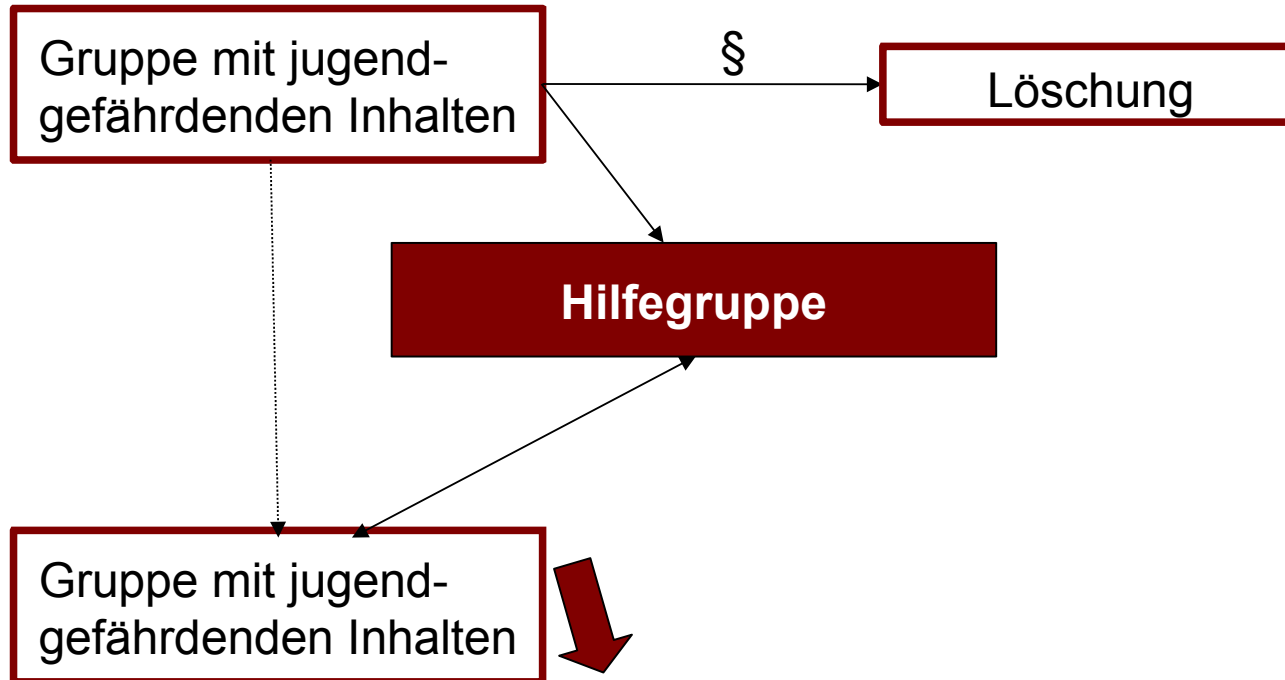 Gruppe mit jugend-
gefährdenden Inhalten
§
Löschung
Hilfegruppe
Gruppe mit jugend-
gefährdenden Inhalten